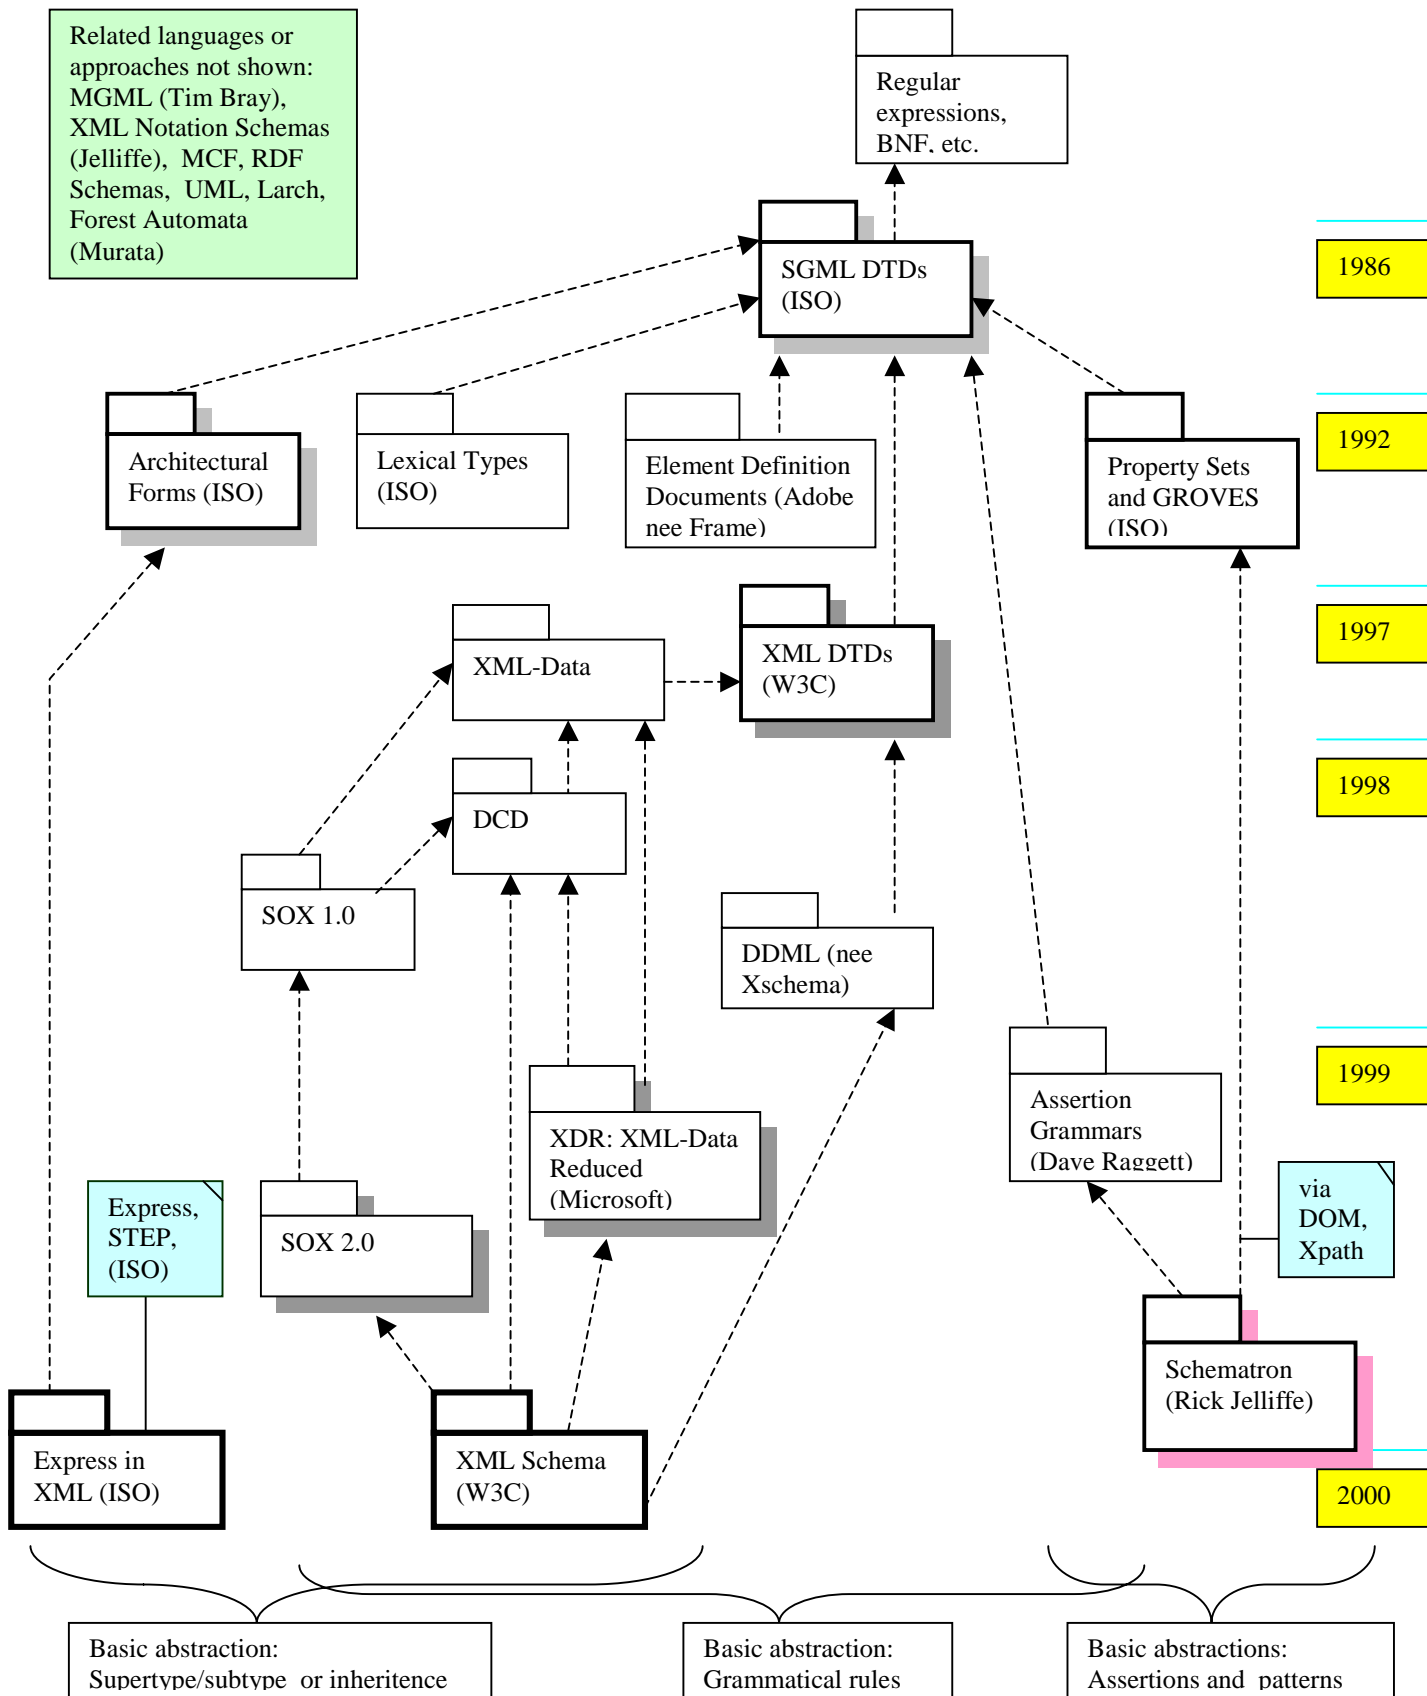 Related languages or
approaches not shown:
MGML (Tim Bray),
XML Notation Schemas
(Jelliffe),  MCF, RDF
Schemas,  UML, Larch,
Forest Automata
(Murata)
Regular
expressions,
BNF, etc.
SGML DTDs
(ISO)
1986
Architectural
Forms (ISO)
Lexical Types
(ISO)
Element Definition
Documents (Adobe
nee Frame)
Property Sets
and GROVES
(ISO)
1992
XML-Data
XML DTDs
(W3C)
1997
DCD
1998
SOX 1.0
DDML (nee
Xschema)
XDR: XML-Data
Reduced
(Microsoft)
Assertion
Grammars
(Dave Raggett)
1999
Express,
STEP,
(ISO)
SOX 2.0
via
DOM,
Xpath
Schematron
(Rick Jelliffe)
Express in
XML (ISO)
XML Schema
(W3C)
2000
Basic abstraction:
Supertype/subtype  or inheritence
Basic abstraction:
Grammatical rules
Basic abstractions:
Assertions and  patterns